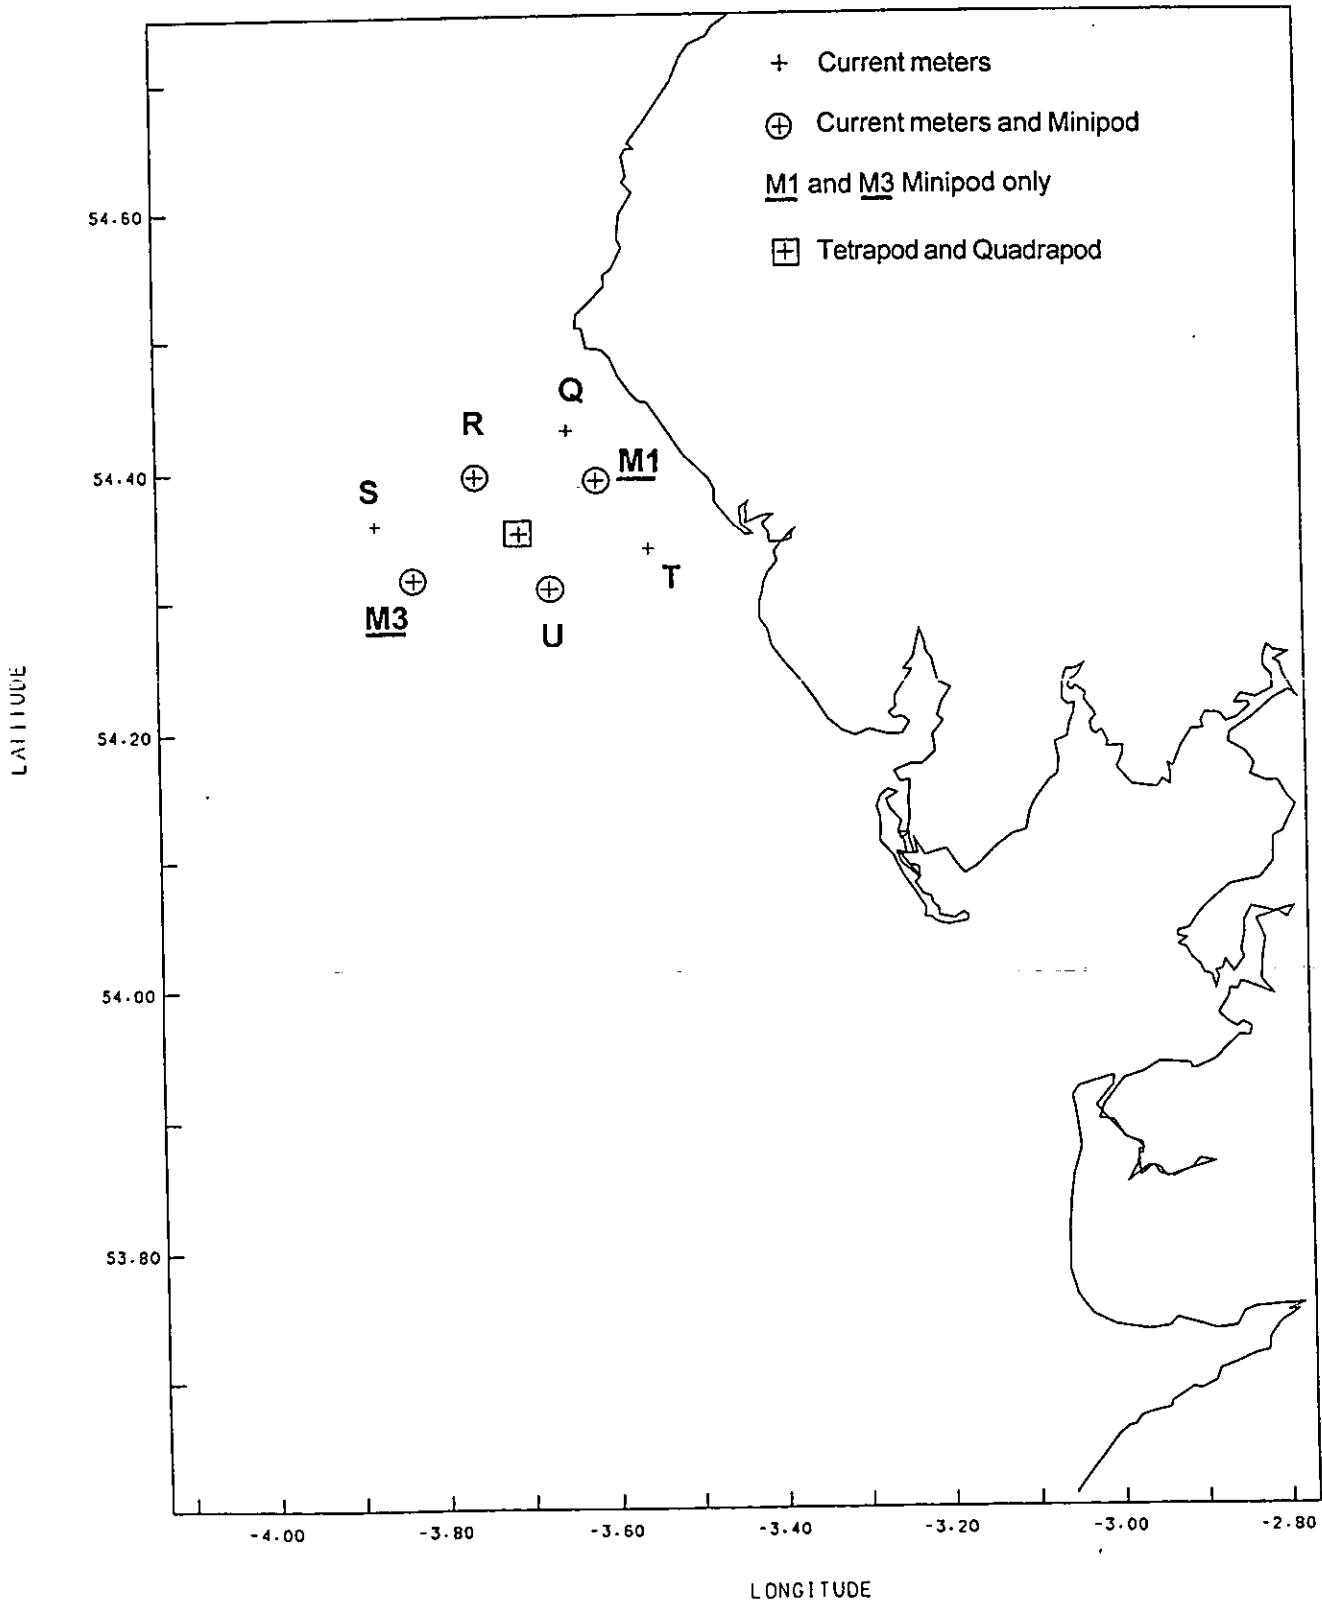 + Current meters
⊕ Current meters and Minipod
M1 and M3 Minipod only
⊞ Tetrapod and Quadrapod
54.60
Q
R
M1
54.40
S
T
M3
U
LATITUDE
54.20
54.00
53.80
-4.00 -3.80 -3.60 -3.40 -3.20 -3.00 -2.80
LONGITUDE